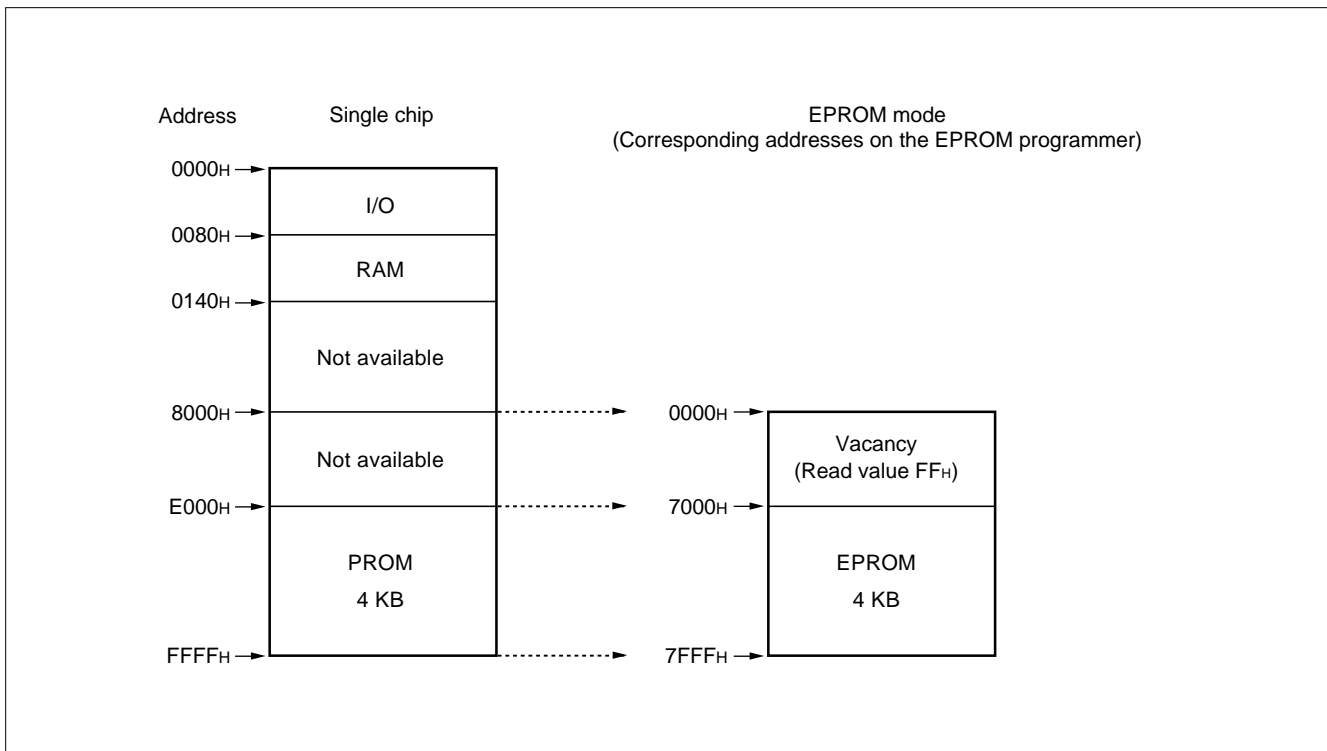 Address Single chip EPROM mode
(Corresponding addresses on the EPROM programmer)
0000H
I/O
0080H
RAM
0140H
Not available
8000H 0000H
Not available
Vacancy
(Read value FFH)
E000H 7000H
PROM EPROM
4 KB 4 KB
FFFFH 7FFFH